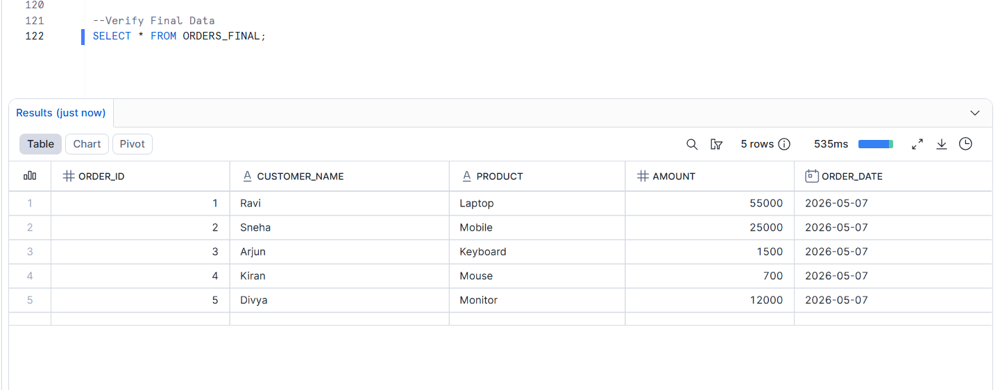 120
121 --Verify Final Data
122 SELECT * FROM ORDERS_FINAL;
Results (just now)
Table Chart Pivot 5 rows 535ms
ORDER_ID CUSTOMER_NAME PRODUCT AMOUNT ORDER_DATE
1 1 Ravi Laptop 55000 2026-05-07
2 2 Sneha Mobile 25000 2026-05-07
3 3 Arjun Keyboard 1500 2026-05-07
4 4 Kiran Mouse 700 2026-05-07
5 5 Divya Monitor 12000 2026-05-07